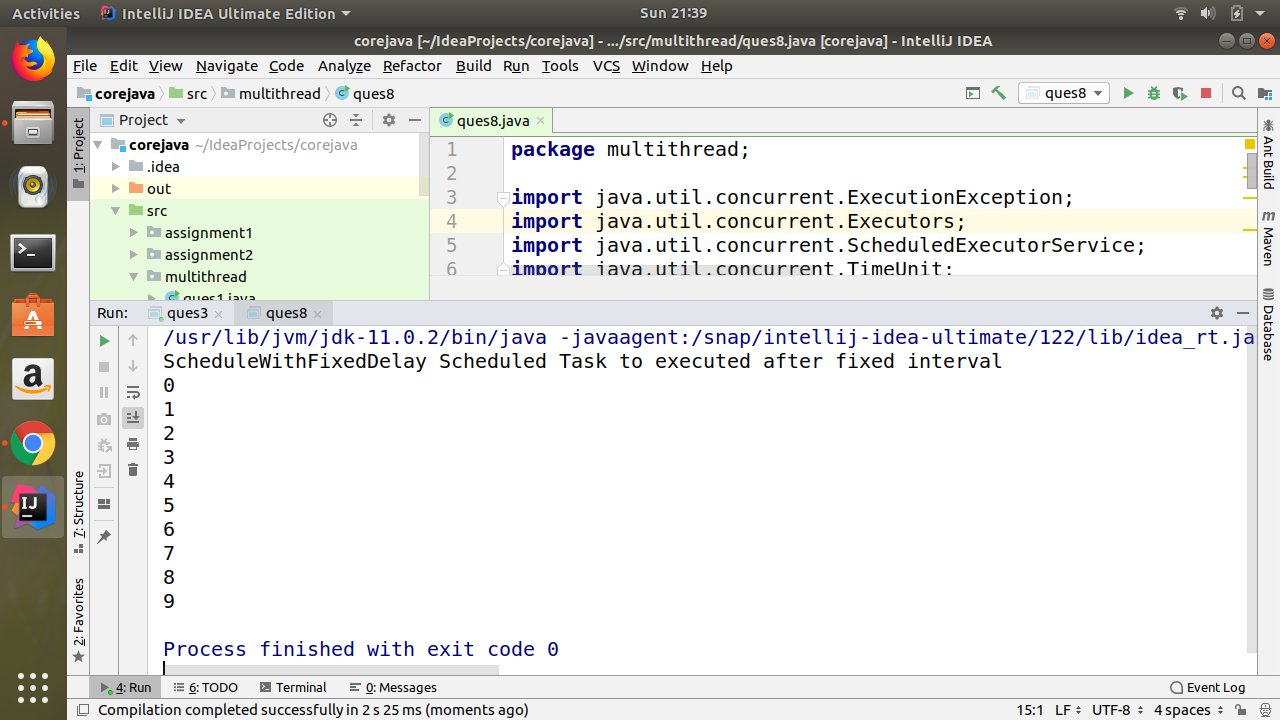 Activities IntelliJ IDEA Ultimate Edition Sun 21:39
corejava [~/IdeaProjects/corejava] - .../src/multithread/ques8.java [corejava] - IntelliJ IDEA
File Edit View Navigate Code Analyze Refactor Build Run Tools VCS Window Help
corejava src multithread ques8 ques8
Project
ques8.java
1: Project
corejava ~/IdeaProjects/corejava
.idea
out
src
assignment1
assignment2
multithread
ques1.java
1 package multithread;
2
3 import java.util.concurrent.ExecutionException;
4 import java.util.concurrent.Executors;
5 import java.util.concurrent.ScheduledExecutorService;
6 import java.util.concurrent.TimeUnit;
Ant Build
Maven
Database
Run: ques3 ques8
/usr/lib/jvm/jdk-11.0.2/bin/java -javaagent:/snap/intellij-idea-ultimate/122/lib/idea_rt.ja
ScheduleWithFixedDelay Scheduled Task to executed after fixed interval
0
1
2
3
4
5
6
7
8
9
Process finished with exit code 0
7: Structure
2: Favorites
4: Run 6: TODO Terminal 0: Messages Event Log
Compilation completed successfully in 2 s 25 ms (moments ago) 15:1 LF UTF-8 4 spaces